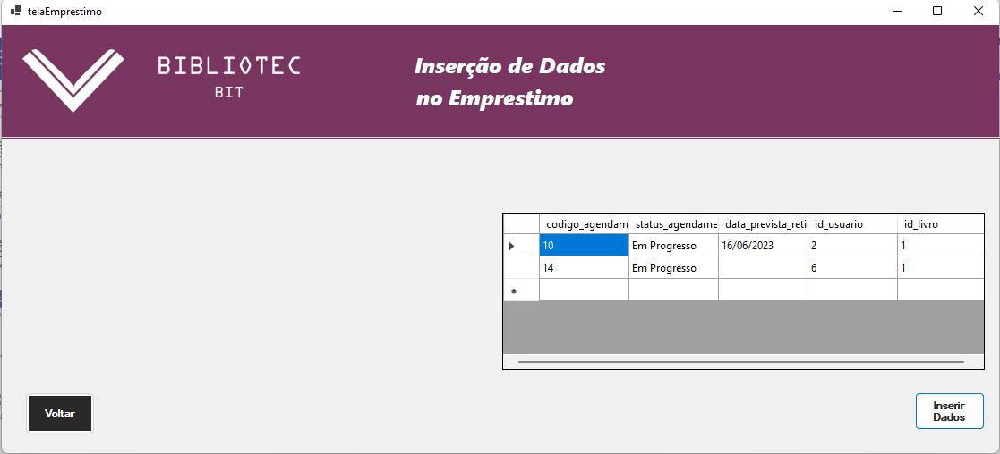 telaEmprestimo
BIBLIOTEC
BIT
Inserção de Dados
no Emprestimo
codigo_agendam status_agendame data_prevista_reti id_usuario id_livro
10 Em Progresso 16/06/2023 2 1
14 Em Progresso 6 1
Voltar
Inserir
Dados